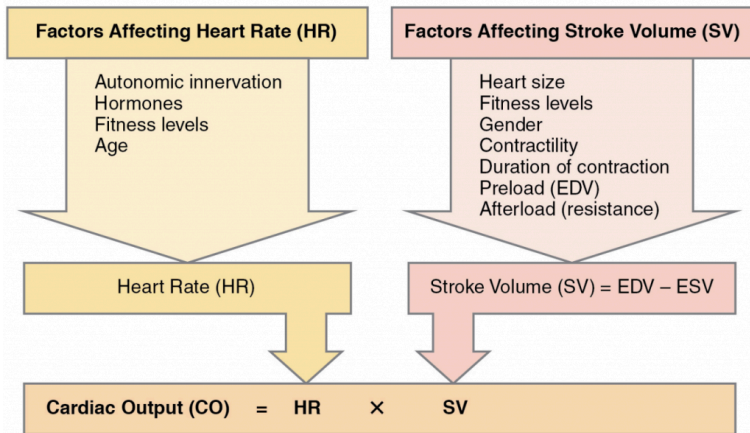 Factors Affecting Heart Rate (HR)
Autonomic innervation
Hormones
Fitness levels
Age
Factors Affecting Stroke Volume (SV)
Heart size
Fitness levels
Gender
Contractility
Duration of contraction
Preload (EDV)
Afterload (resistance)
Heart Rate (HR)
Stroke Volume (SV) = EDV – ESV
Cardiac Output (CO) = HR × SV